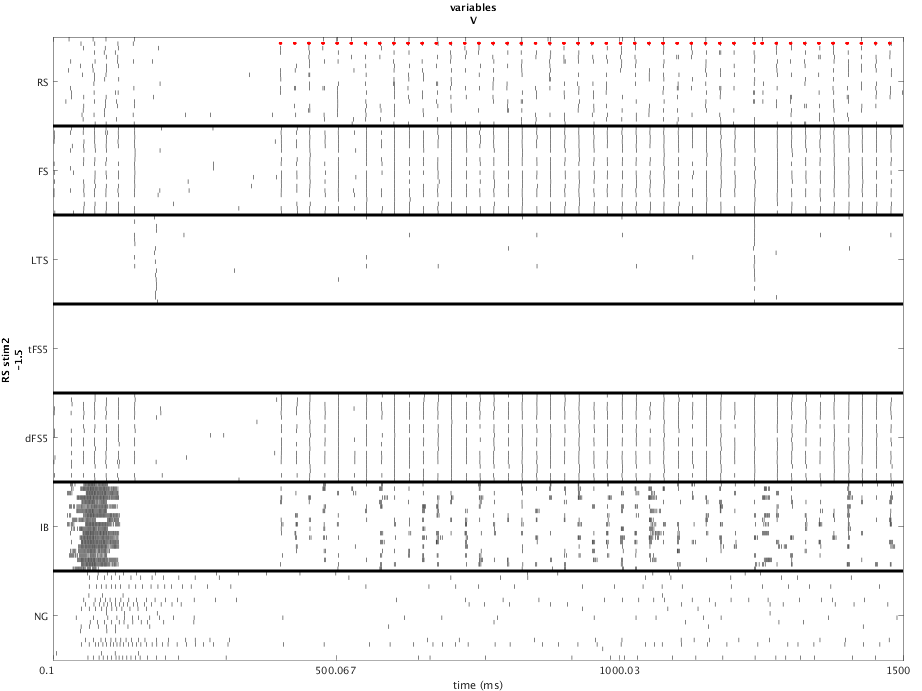 variables
V
RS
FS
LTS
tFS5
dFS5
IB
NG
RS stim2
-1.5
0.1
500.067
1000.03
1500
time (ms)